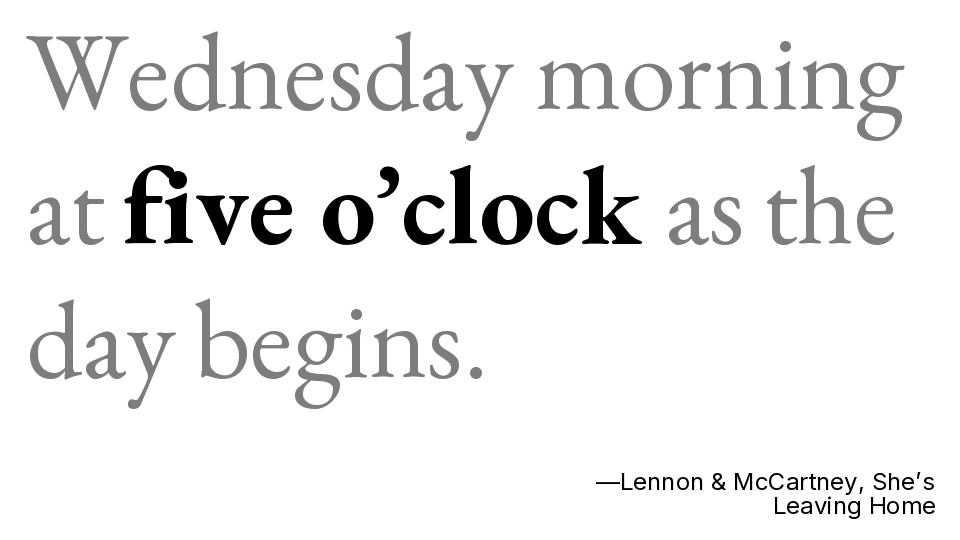 Wednesday morning
at five o’clock as the
day begins.
—Lennon & McCartney, She’s
Leaving Home